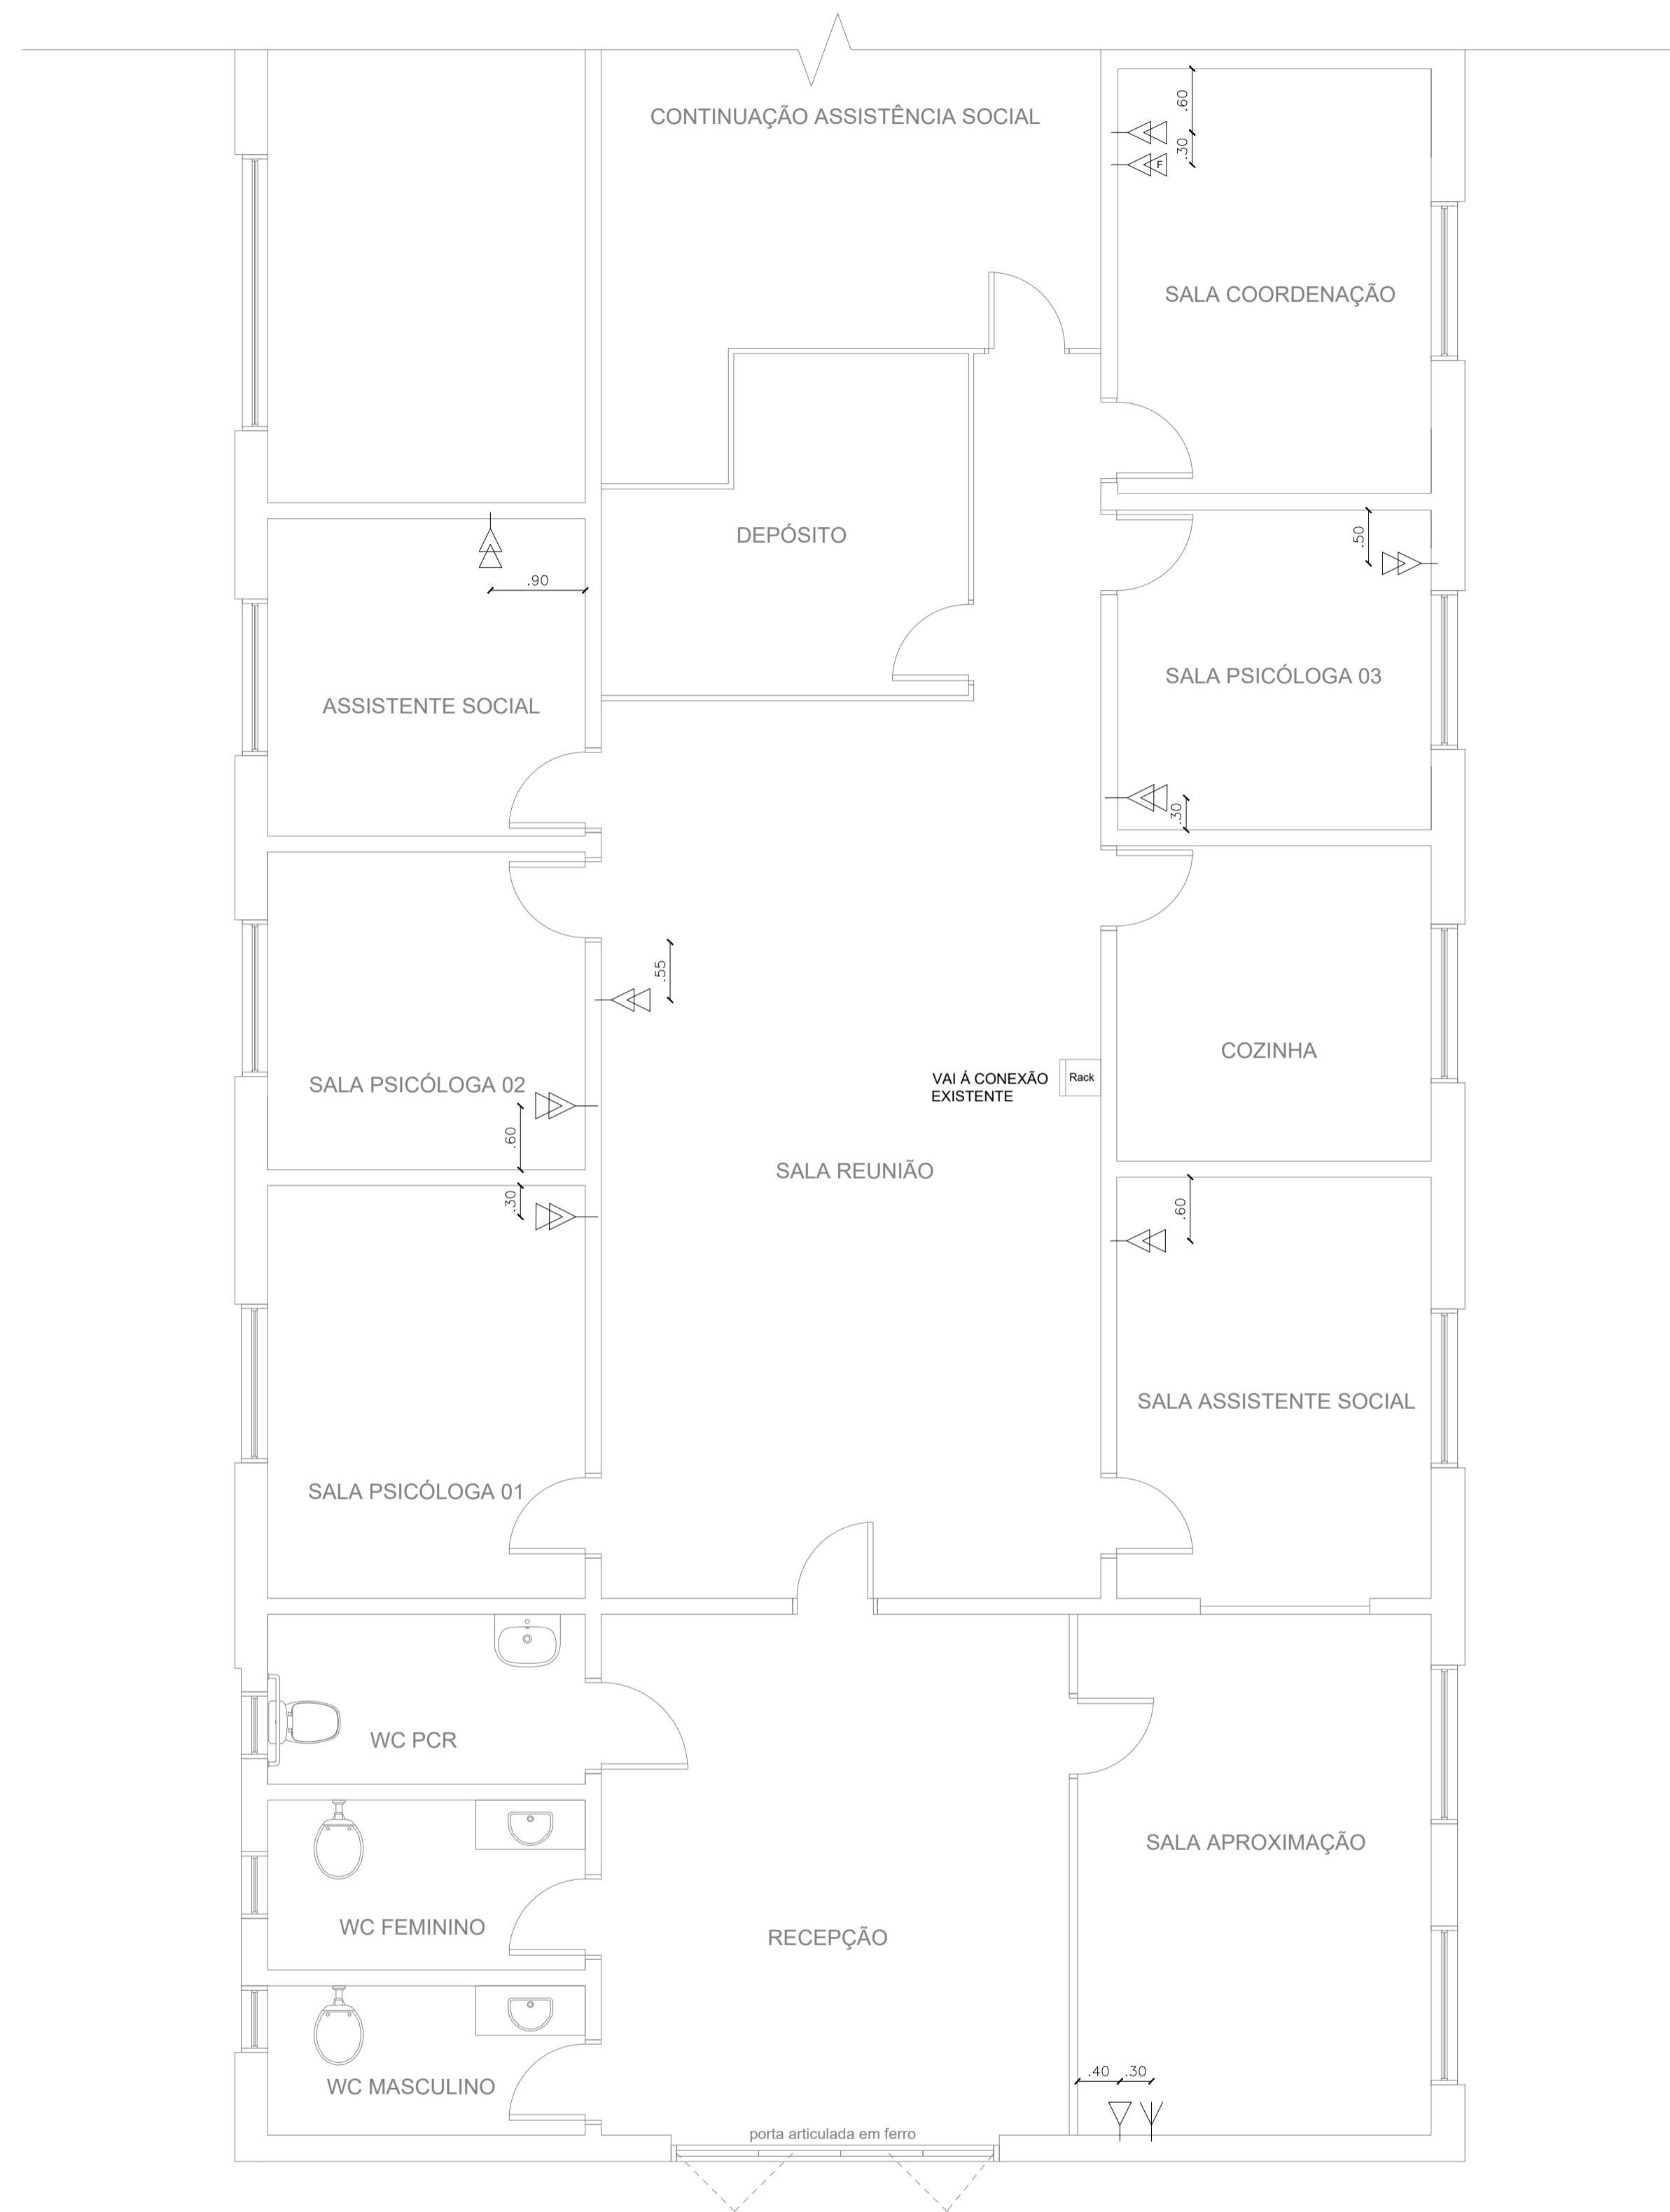 CONTINUAÇÃO ASSISTÊNCIA SOCIAL
.60
.30
F
SALA COORDENAÇÃO
DEPÓSITO
.50
.90
SALA PSICÓLOGA 03
ASSISTENTE SOCIAL
.30
.55
SALA PSICÓLOGA 02
.60
VAI Á CONEXÃO
EXISTENTE
Rack
COZINHA
SALA REUNIÃO
.30
.60
SALA ASSISTENTE SOCIAL
SALA PSICÓLOGA 01
WC PCR
SALA APROXIMAÇÃO
WC FEMININO
RECEPÇÃO
WC MASCULINO
.40
.30
porta articulada em ferro